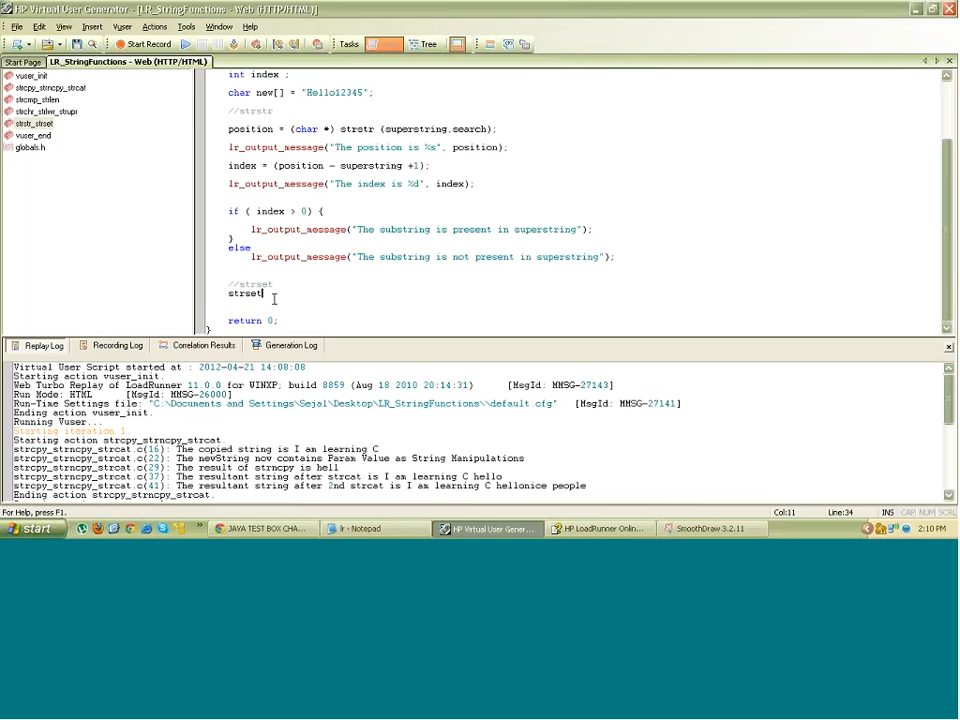 HP Virtual User Generator - [LR_StringFunctions - Web (HTTP/HTML)]
File Edit View Insert Vuser Actions Tools Window Help
Start Record Tasks Tree
Start Page LR_StringFunctions - Web (HTTP/HTML)
vuser_init
strcpy_strncpy_strcat
strcmp_strlen
strchr_strlwr_strupr
strstr_strset
vuser_end
globals.h
int index ;
char new[] = "Hello12345";
//strstr
position = (char *) strstr (superstring,search);
lr_output_message("The position is %s", position);
index = (position - superstring +1);
lr_output_message("The index is %d", index);
if ( index > 0) {
lr_output_message("The substring is present in superstring");
}
else
lr_output_message("The substring is not present in superstring");
//strset
strset
return 0;
}
Replay Log Recording Log Correlation Results Generation Log
Virtual User Script started at : 2012-04-21 14:08:08
Starting action vuser_init.
Web Turbo Replay of LoadRunner 11.0.0 for WINXP; build 8859 (Aug 18 2010 20:14:31) [MsgId: MMSG-27143]
Run Mode: HTML [MsgId: MMSG-26000]
Run-Time Settings file: "C:\Documents and Settings\Sejal\Desktop\LR_StringFunctions\\default.cfg" [MsgId: MMSG-27141]
Ending action vuser_init.
Running Vuser...
Starting iteration 1.
Starting action strcpy_strncpy_strcat.
strcpy_strncpy_strcat.c(16): The copied string is I am learning C
strcpy_strncpy_strcat.c(22): The newString now contains Param Value as String Manipulations
strcpy_strncpy_strcat.c(29): The result of strncpy is hell
strcpy_strncpy_strcat.c(37): The resultant string after strcat is I am learning C hello
strcpy_strncpy_strcat.c(41): The resultant string after 2nd strcat is I am learning C hellonice people
Ending action strcpy_strncpy_strcat.
For Help, press F1. Col:11 Line:34 INS CAP NUM SCRL
start JAVA TEST BOX CHA... lr - Notepad HP Virtual User Gener... HP LoadRunner Onlin... SmoothDraw 3.2.11 2:10 PM